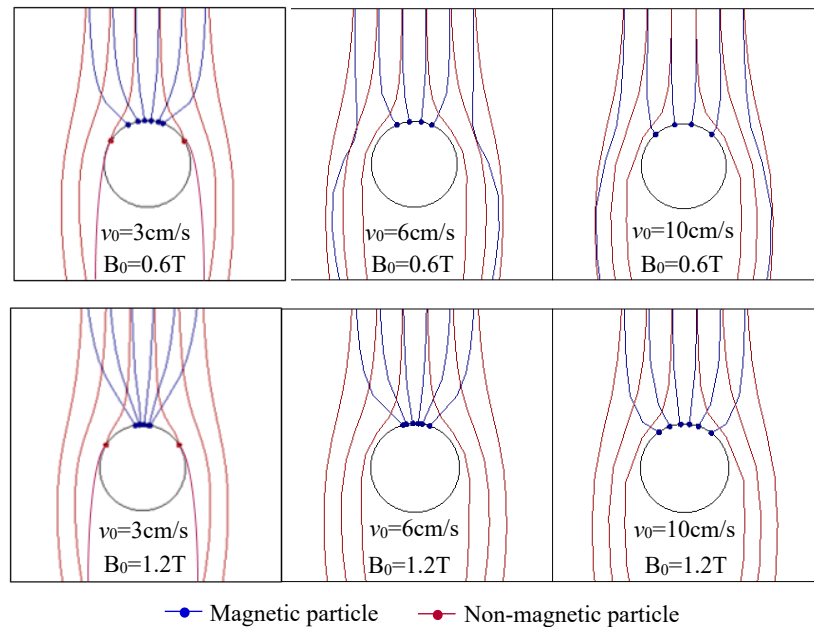 v₀=3cm/s
B₀=0.6T
v₀=6cm/s
B₀=0.6T
v₀=10cm/s
B₀=0.6T
v₀=3cm/s
B₀=1.2T
v₀=6cm/s
B₀=1.2T
v₀=10cm/s
B₀=1.2T
Magnetic particle
Non-magnetic particle